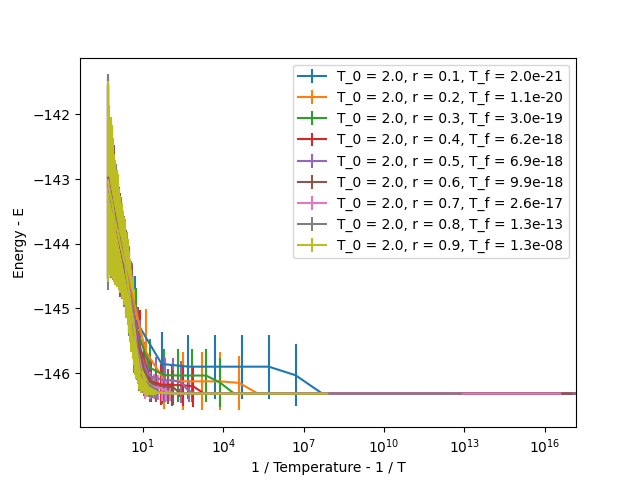 T_0 = 2.0, r = 0.1, T_f = 2.0e-21
T_0 = 2.0, r = 0.2, T_f = 1.1e-20
T_0 = 2.0, r = 0.3, T_f = 3.0e-19
T_0 = 2.0, r = 0.4, T_f = 6.2e-18
T_0 = 2.0, r = 0.5, T_f = 6.9e-18
T_0 = 2.0, r = 0.6, T_f = 9.9e-18
T_0 = 2.0, r = 0.7, T_f = 2.6e-17
T_0 = 2.0, r = 0.8, T_f = 1.3e-13
T_0 = 2.0, r = 0.9, T_f = 1.3e-08
Energy - E
−142
−143
−144
−145
−146
10¹ 10⁴ 10⁷ 10¹⁰ 10¹³ 10¹⁶
1 / Temperature - 1 / T